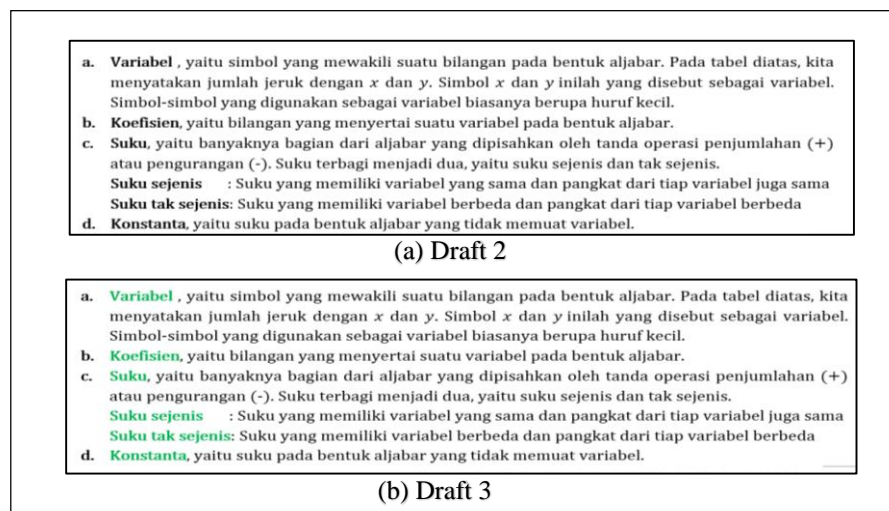 a. Variabel , yaitu simbol yang mewakili suatu bilangan pada bentuk aljabar. Pada tabel diatas, kita
menyatakan jumlah jeruk dengan x dan y. Simbol x dan y inilah yang disebut sebagai variabel.
Simbol-simbol yang digunakan sebagai variabel biasanya berupa huruf kecil.
b. Koefisien, yaitu bilangan yang menyertai suatu variabel pada bentuk aljabar.
c. Suku, yaitu banyaknya bagian dari aljabar yang dipisahkan oleh tanda operasi penjumlahan (+)
atau pengurangan (-). Suku terbagi menjadi dua, yaitu suku sejenis dan tak sejenis.
Suku sejenis : Suku yang memiliki variabel yang sama dan pangkat dari tiap variabel juga sama
Suku tak sejenis: Suku yang memiliki variabel berbeda dan pangkat dari tiap variabel berbeda
d. Konstanta, yaitu suku pada bentuk aljabar yang tidak memuat variabel.
(a) Draft 2
a. Variabel , yaitu simbol yang mewakili suatu bilangan pada bentuk aljabar. Pada tabel diatas, kita
menyatakan jumlah jeruk dengan x dan y. Simbol x dan y inilah yang disebut sebagai variabel.
Simbol-simbol yang digunakan sebagai variabel biasanya berupa huruf kecil.
b. Koefisien, yaitu bilangan yang menyertai suatu variabel pada bentuk aljabar.
c. Suku, yaitu banyaknya bagian dari aljabar yang dipisahkan oleh tanda operasi penjumlahan (+)
atau pengurangan (-). Suku terbagi menjadi dua, yaitu suku sejenis dan tak sejenis.
Suku sejenis : Suku yang memiliki variabel yang sama dan pangkat dari tiap variabel juga sama
Suku tak sejenis: Suku yang memiliki variabel berbeda dan pangkat dari tiap variabel berbeda
d. Konstanta, yaitu suku pada bentuk aljabar yang tidak memuat variabel.
(b) Draft 3